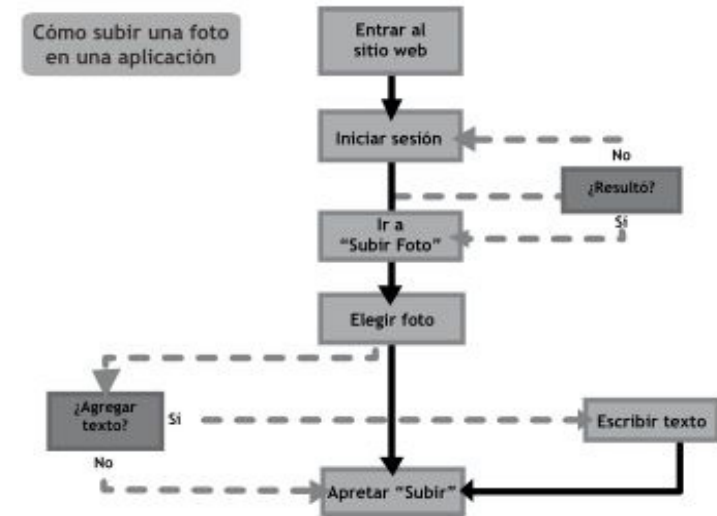 Cómo subir una foto
en una aplicación
Entrar al
sitio web
Iniciar sesión
No
¿Resultó?
Sí
Ir a
“Subir Foto”
Elegir foto
¿Agregar
texto?
Sí
Escribir texto
No
Apretar “Subir”